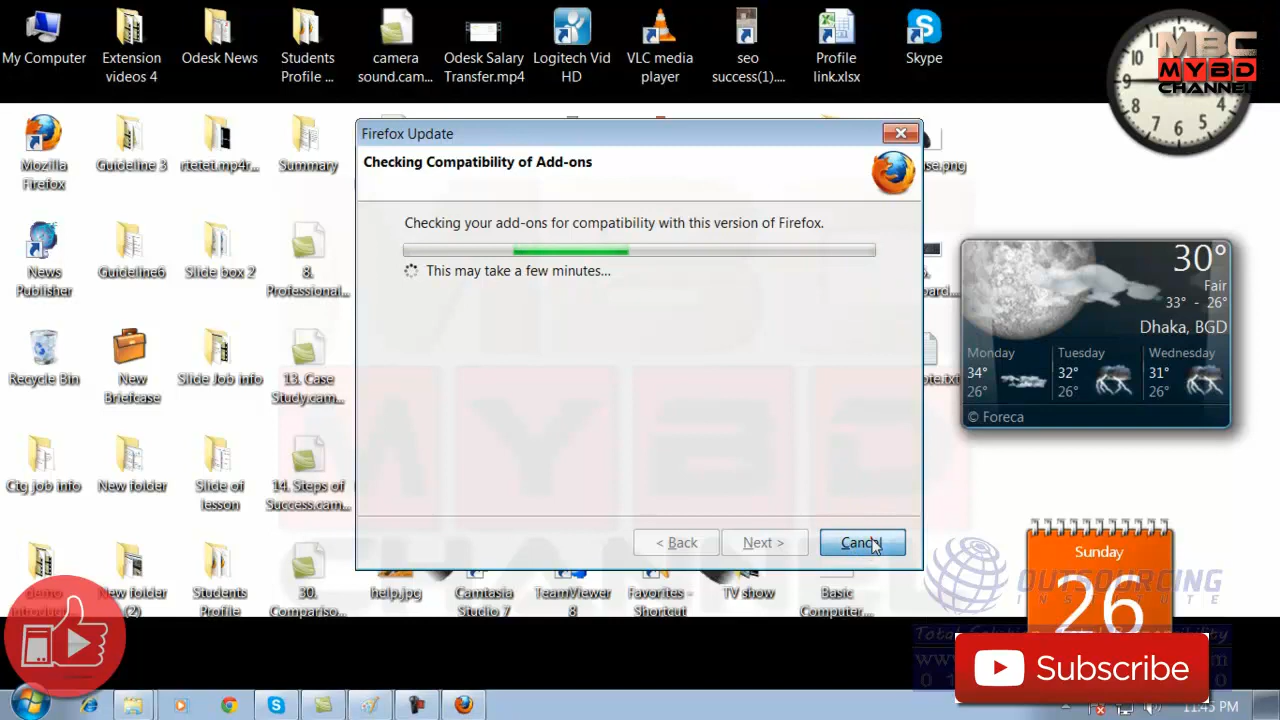 My Computer
Extension
videos 4
Odesk News
Students
Profile ...
camera
sound.cam...
Odesk Salary
Transfer.mp4
Logitech Vid
HD
VLC media
player
seo
success(1)....
Profile
link.xlsx
Skype
MBC
MYBD
CHANNEL
Mozilla
Firefox
Guideline 3
rtetet.mp4r...
Summary
Firefox Update
Checking Compatibility of Add-ons
Checking your add-ons for compatibility with this version of Firefox.
This may take a few minutes...
< Back
Next >
Cancel
News
Publisher
Guideline6
Slide box 2
8.
Professional...
30°
Fair
33° - 26°
Dhaka, BGD
Monday
Tuesday
Wednesday
34°
32°
31°
26°
26°
26°
© Foreca
Recycle Bin
New
Briefcase
Slide Job info
13. Case
Study.cam...
Ctg job info
New folder
Slide of
lesson
14. Steps of
Success.cam...
MYBD
New folder
(2)
Students
Profile
30.
Compariso...
help.jpg
Camtasia
Studio 7
TeamViewer
8
Favorites -
Shortcut
TV show
Basic
Computer...
Sunday
26
OUTSOURCING
INSTITUTE
Subscribe
11:45 PM